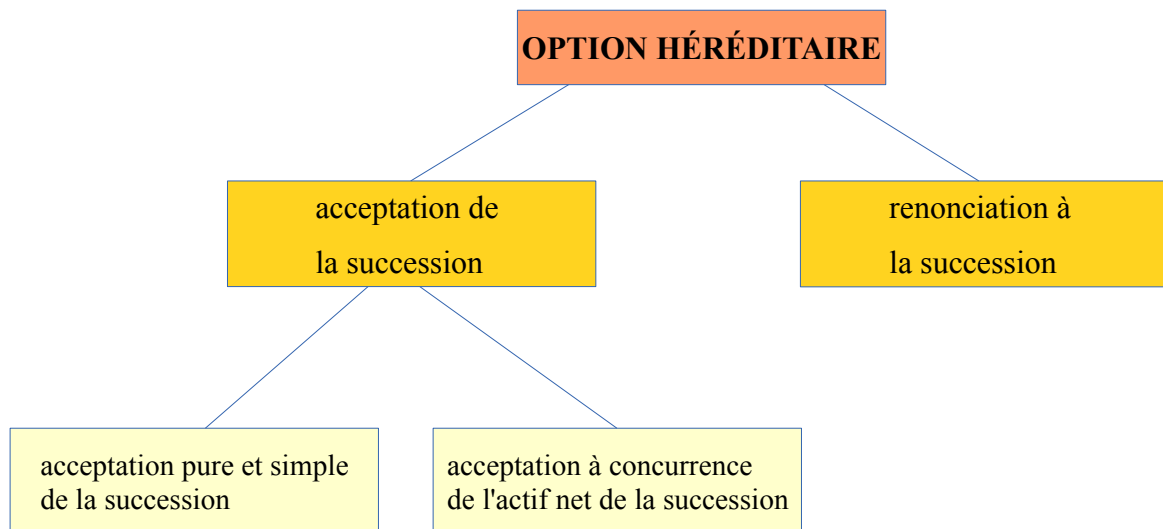 OPTION HÉRÉDITAIRE
acceptation de
la succession
renonciation à
la succession
acceptation pure et simple
de la succession
acceptation à concurrence
de l'actif net de la succession